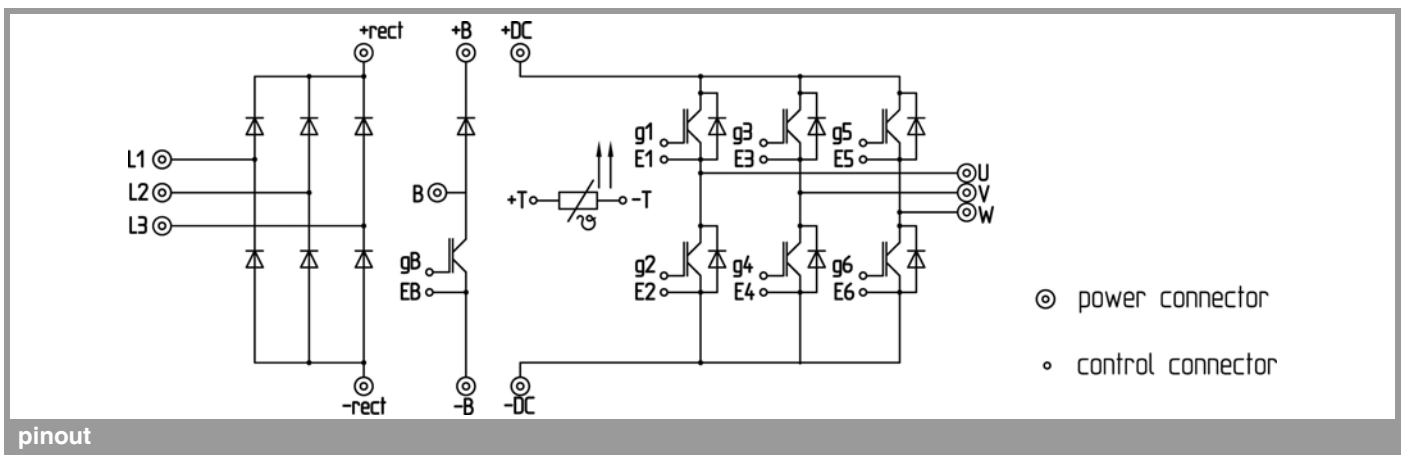 +rect +B +DC
g1 g3 g5
L1 E1 E3 E5
U
L2 B +T -T V
ϑ
W
L3
gB g2 g4 g6
EB E2 E4 E6
power connector
control connector
-rect -B -DC
pinout